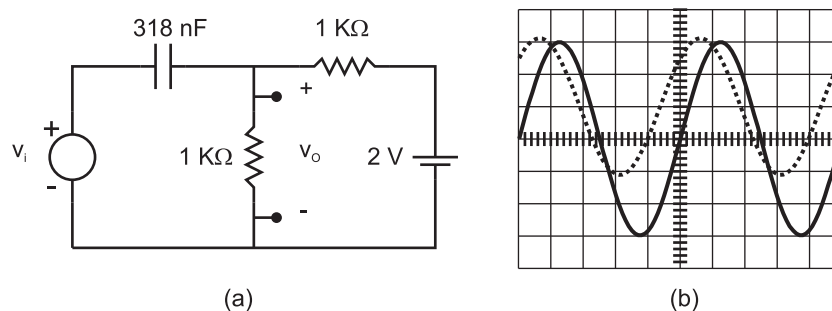 318 nF
1 KΩ
+
+
v_i
-
1 KΩ
v_O
2 V
-
(a)
(b)